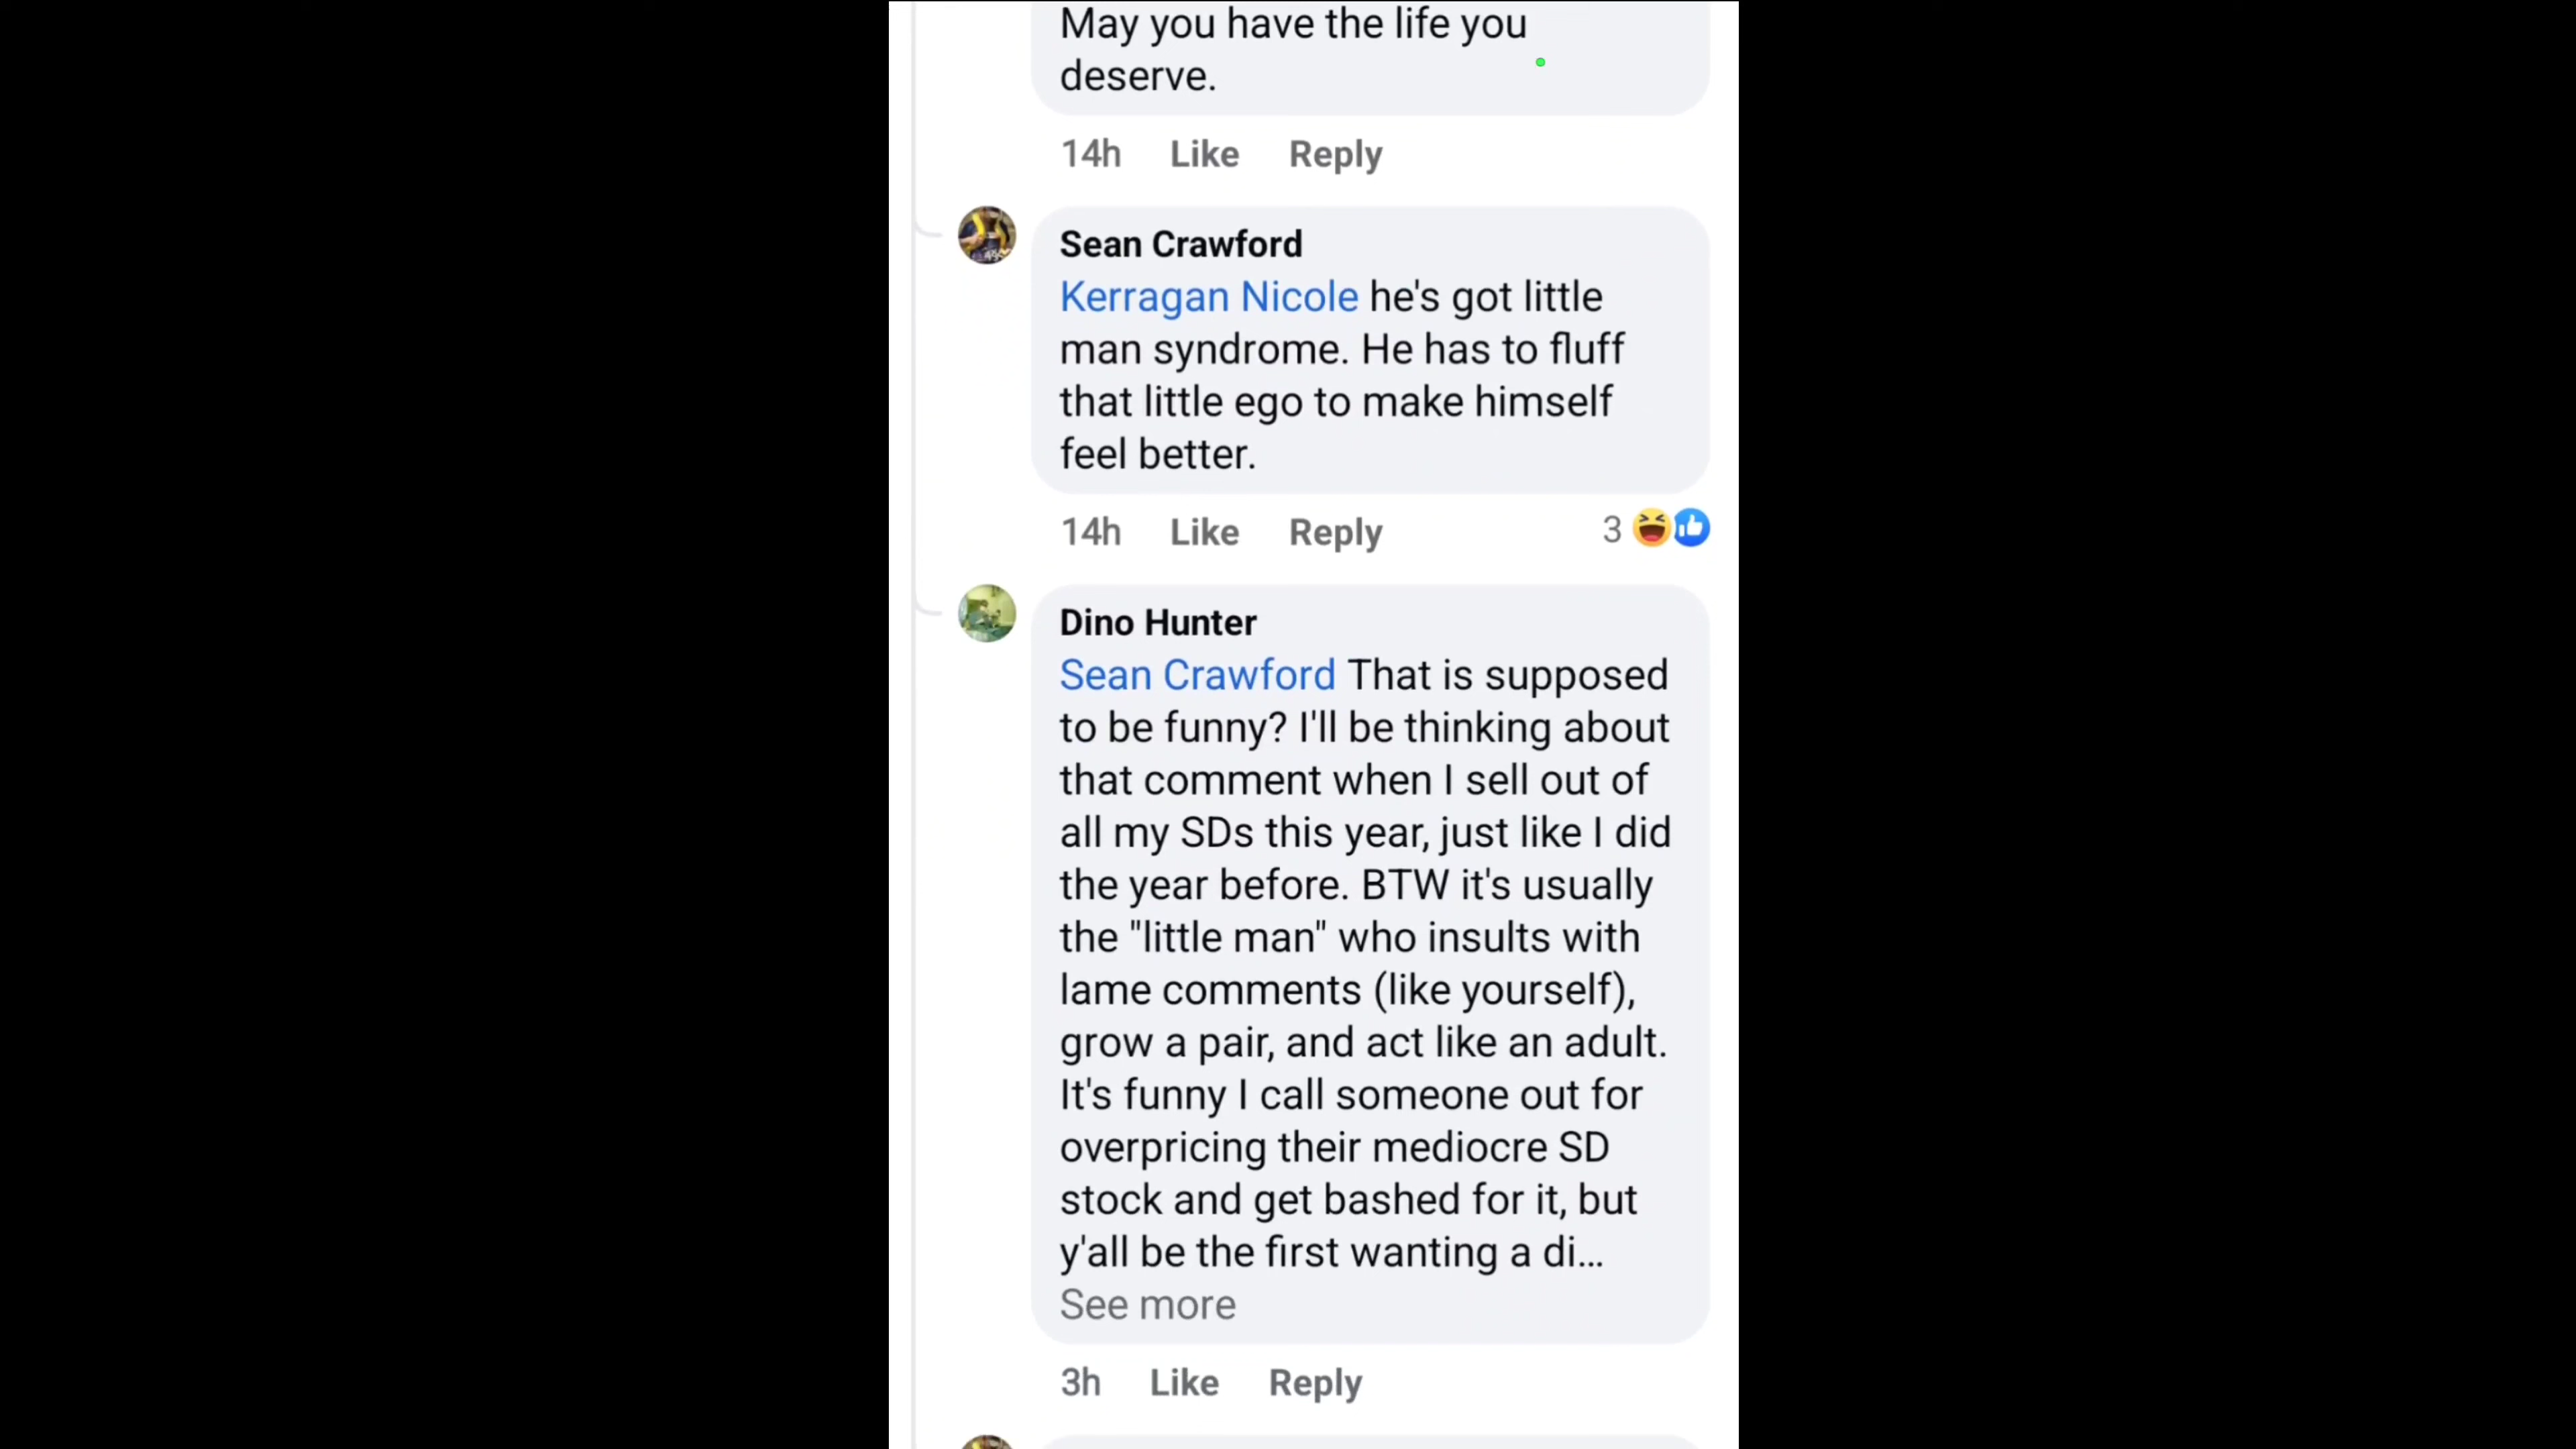 May you have the life you
deserve.
14h Like Reply
Sean Crawford
Kerragan Nicole he's got little
man syndrome. He has to fluff
that little ego to make himself
feel better.
14h Like Reply 3
Dino Hunter
Sean Crawford That is supposed
to be funny? I'll be thinking about
that comment when I sell out of
all my SDs this year, just like I did
the year before. BTW it's usually
the "little man" who insults with
lame comments (like yourself),
grow a pair, and act like an adult.
It's funny I call someone out for
overpricing their mediocre SD
stock and get bashed for it, but
y'all be the first wanting a di...
See more
3h Like Reply